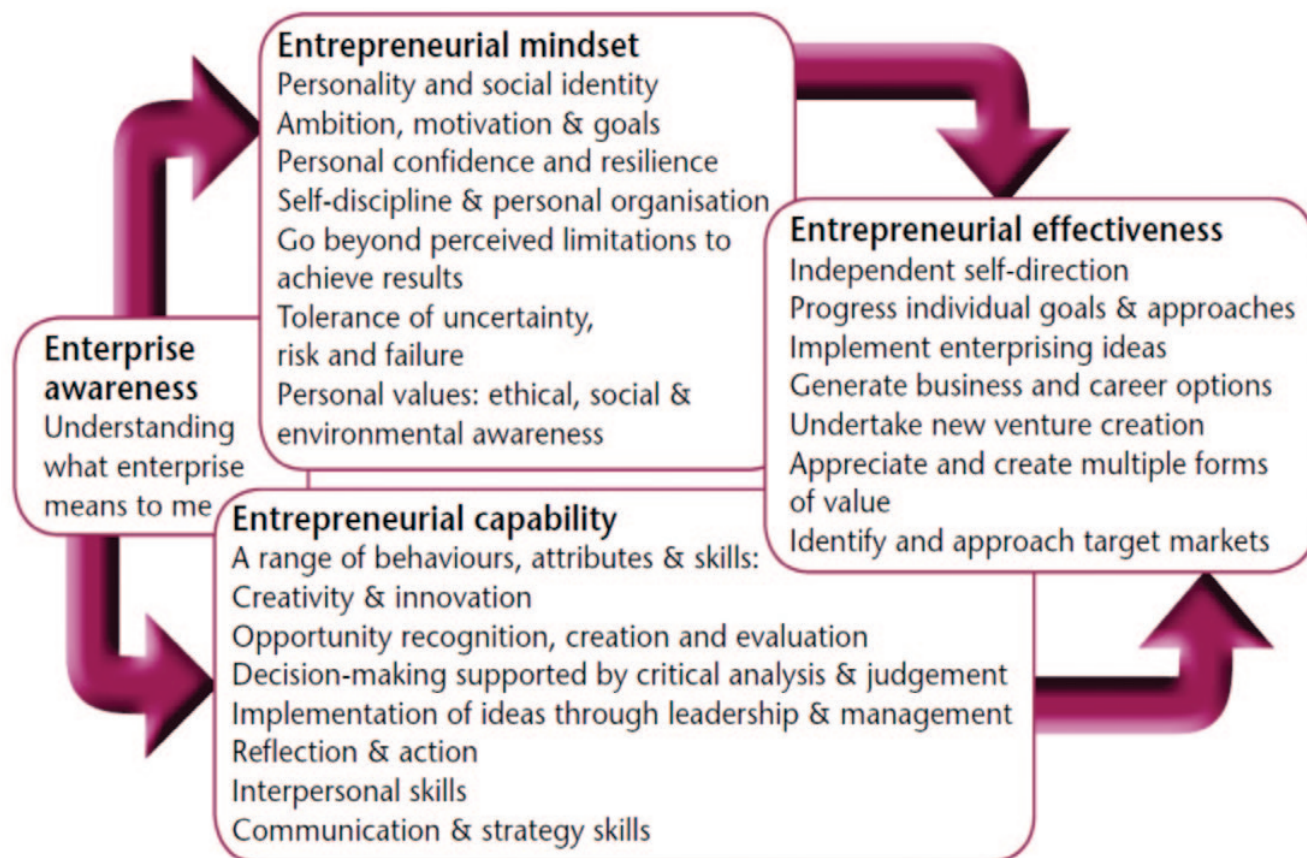 Entrepreneurial mindset
Personality and social identity
Ambition, motivation & goals
Personal confidence and resilience
Self-discipline & personal organisation
Go beyond perceived limitations to
achieve results
Tolerance of uncertainty,
risk and failure
Personal values: ethical, social &
environmental awareness
Enterprise
awareness
Understanding
what enterprise
means to me
Entrepreneurial capability
A range of behaviours, attributes & skills:
Creativity & innovation
Opportunity recognition, creation and evaluation
Decision-making supported by critical analysis & judgement
Implementation of ideas through leadership & management
Reflection & action
Interpersonal skills
Communication & strategy skills
Entrepreneurial effectiveness
Independent self-direction
Progress individual goals & approaches
Implement enterprising ideas
Generate business and career options
Undertake new venture creation
Appreciate and create multiple forms
of value
Identify and approach target markets